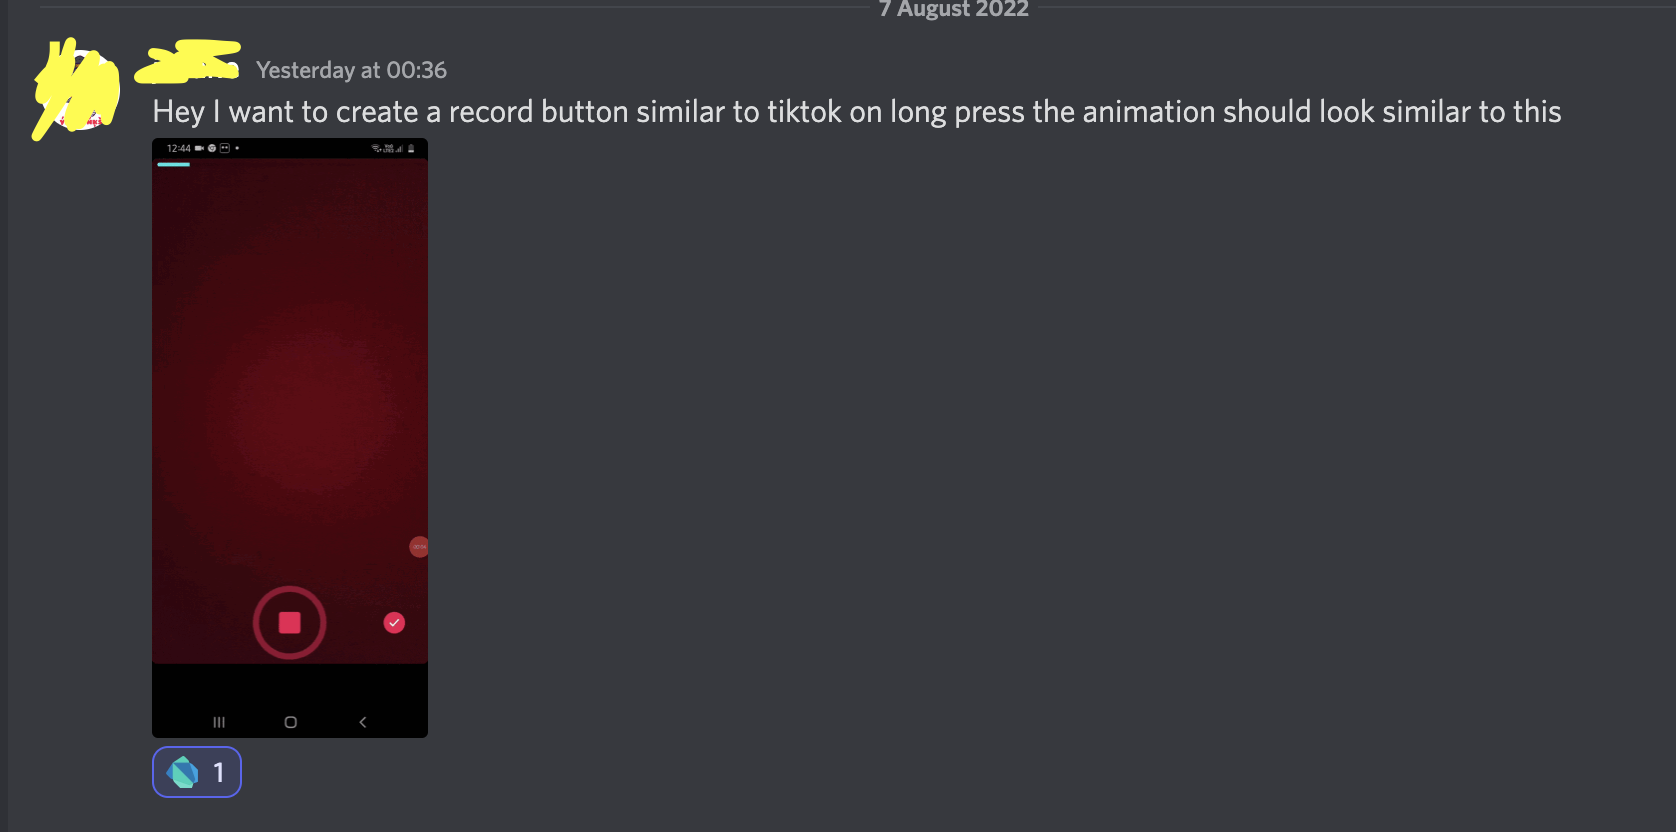 7 August 2022
Yesterday at 00:36
Hey I want to create a record button similar to tiktok on long press the animation should look similar to this
12:44
1